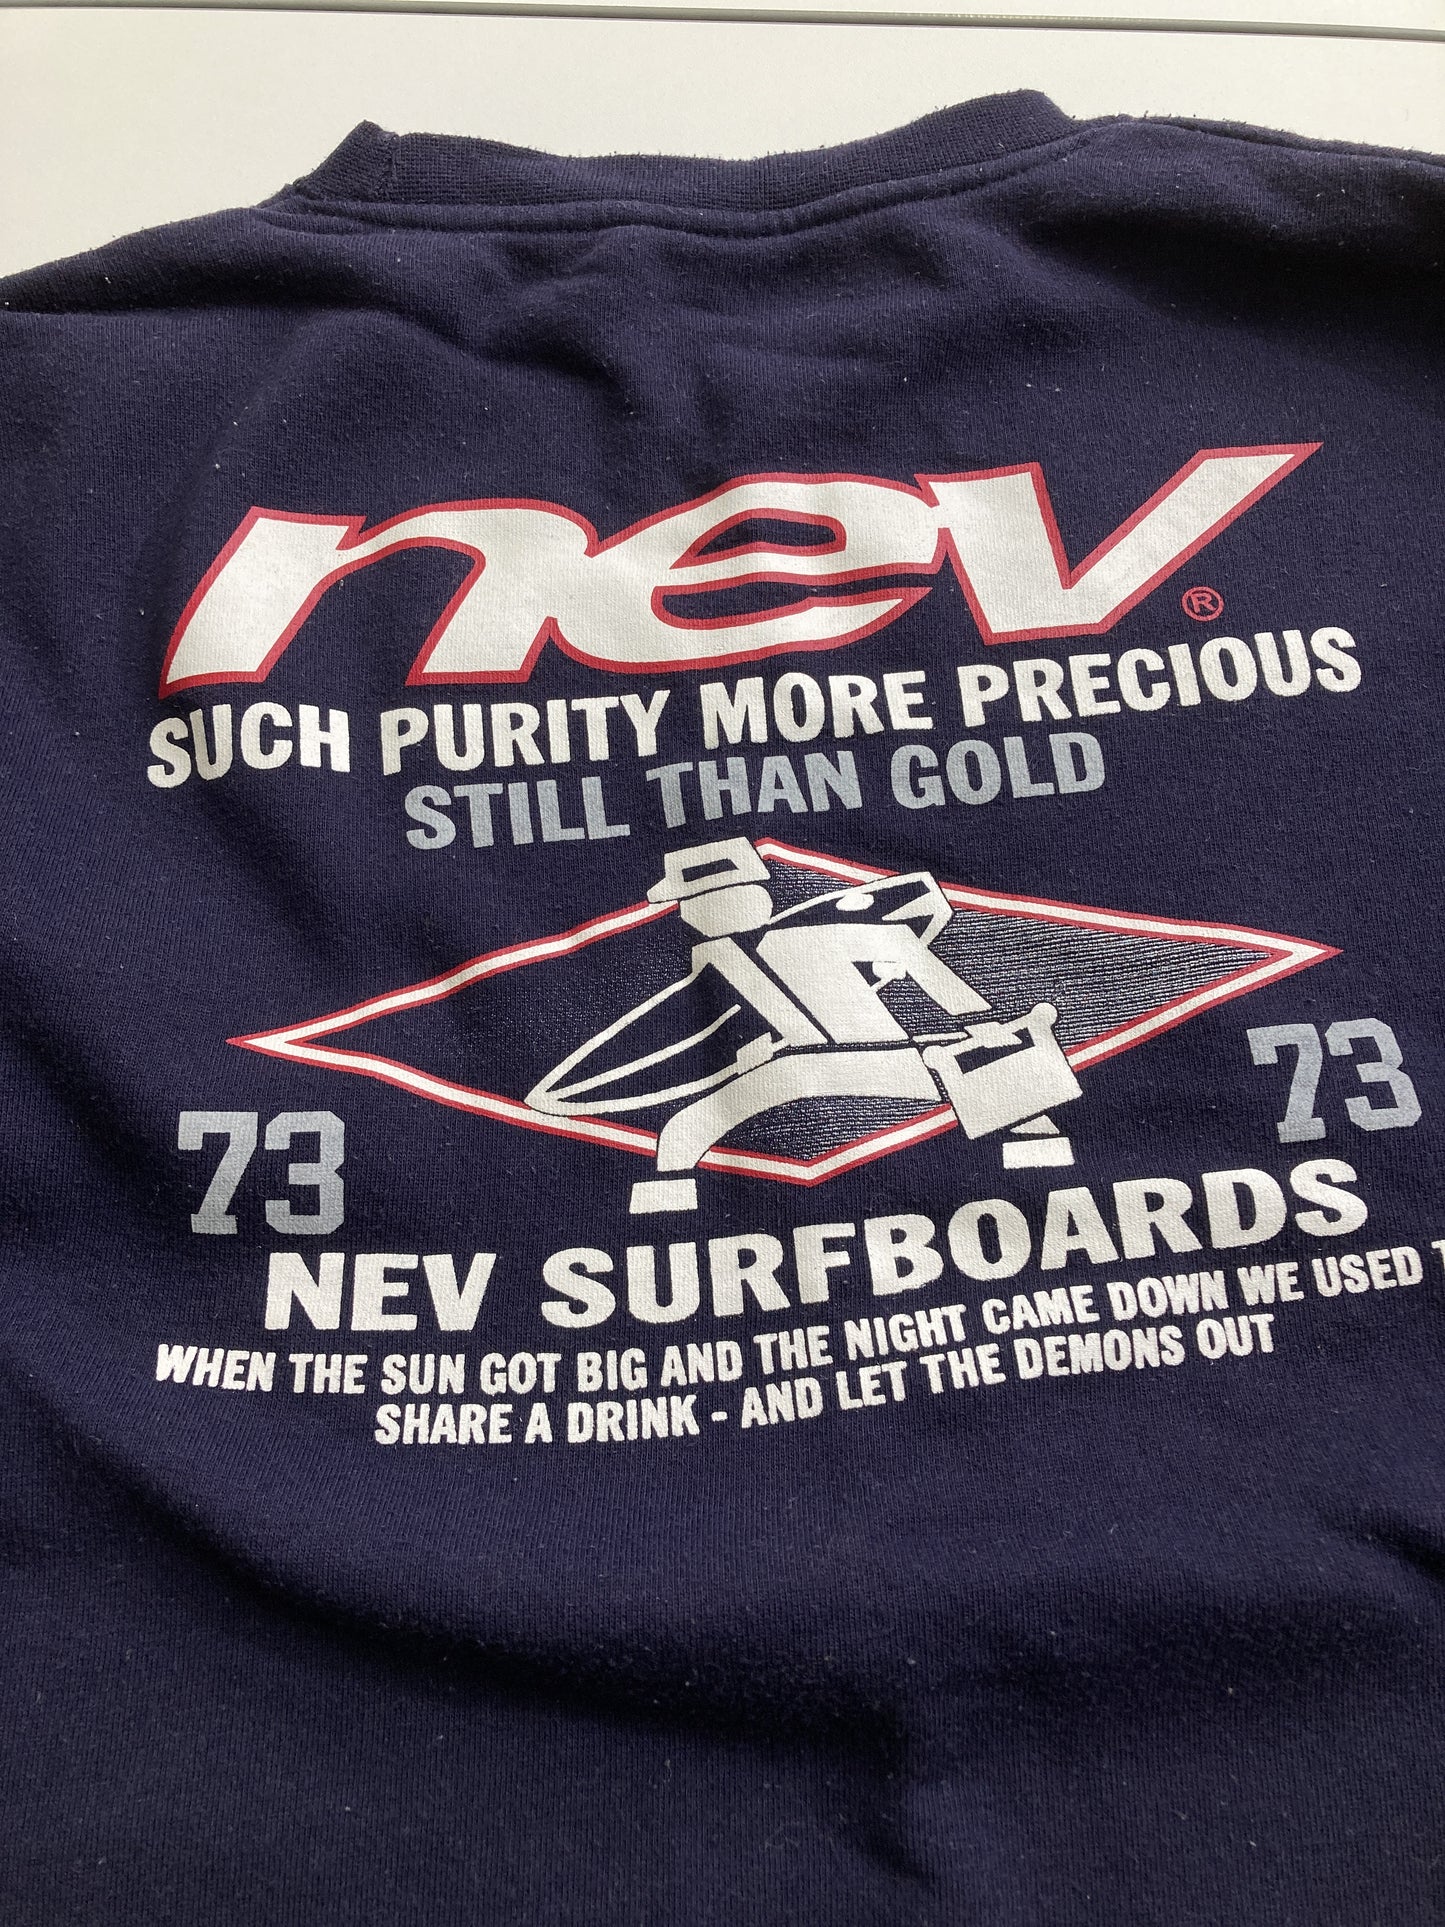 nev®
SUCH PURITY MORE PRECIOUS
STILL THAN GOLD
73 73
NEV SURFBOARDS
WHEN THE SUN GOT BIG AND THE NIGHT CAME DOWN WE USED
SHARE A DRINK - AND LET THE DEMONS OUT